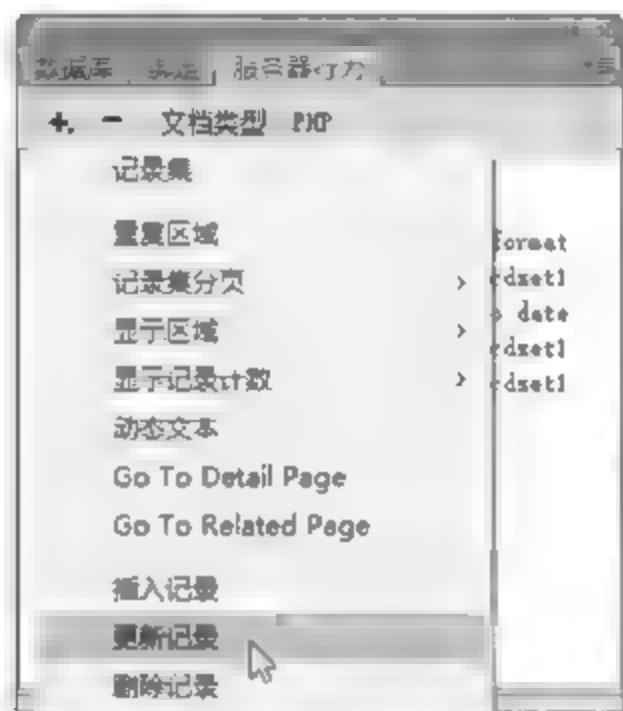 数据库 绑定 服务器行为
+. - 文档类型 PHP
记录集
重复区域
format
记录集分页 > rdset1
date
显示区域 > rdset1
显示记录计数 > rdset1
动态文本
Go To Detail Page
Go To Related Page
插入记录
更新记录
删除记录